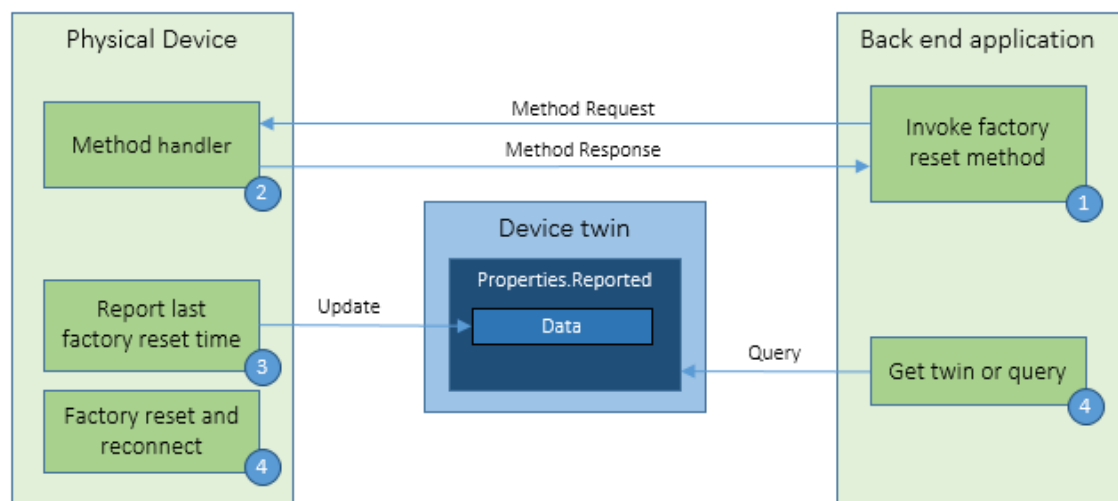 Physical Device
Back end application
Method Request
Method handler
2
Method Response
Invoke factory
reset method
1
Device twin
Properties.Reported
Data
Report last
factory reset time
3
Update
Query
Get twin or query
4
Factory reset and
reconnect
4